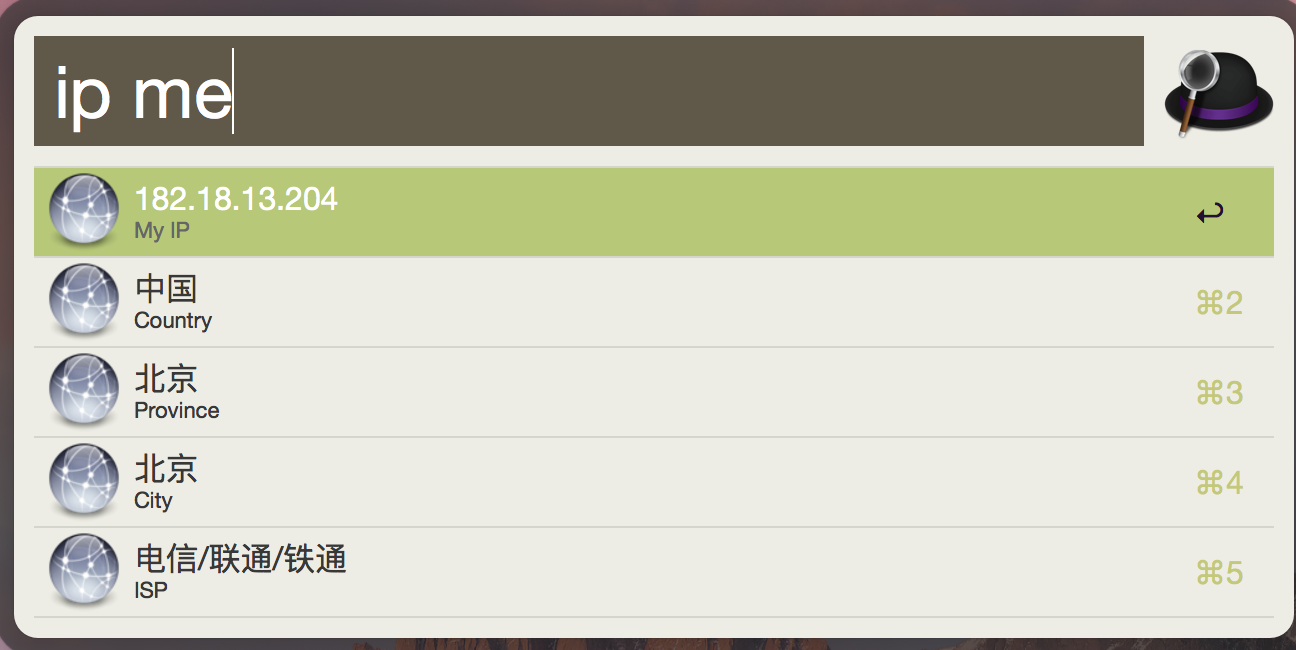 ip me
182.18.13.204
My IP
中国
Country
⌘2
北京
Province
⌘3
北京
City
⌘4
电信/联通/铁通
ISP
⌘5